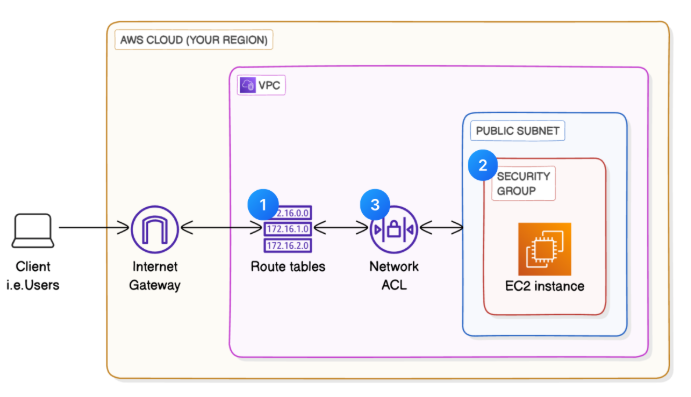 AWS CLOUD (YOUR REGION)
VPC
PUBLIC SUBNET
2
SECURITY
GROUP
1
3
2.16.0.0
172.16.1.0
172.16.2.0
Client
i.e.Users
Internet
Gateway
Route tables
Network
ACL
EC2 instance